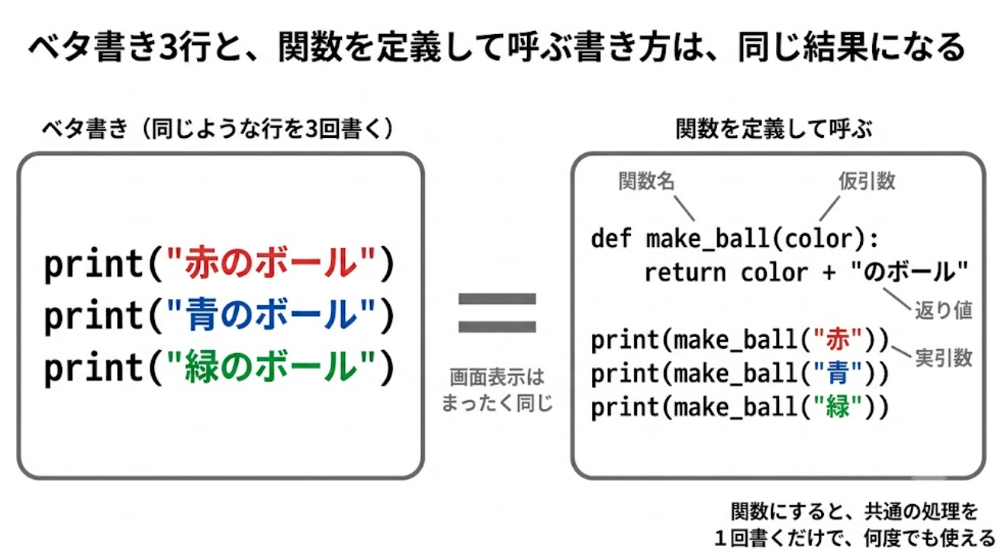 ベタ書き3行と、関数を定義して呼ぶ書き方は、同じ結果になる
ベタ書き（同じような行を3回書く）
print("赤のボール")
print("青のボール")
print("緑のボール")
画面表示は
まったく同じ
関数を定義して呼ぶ
関数名
仮引数
def make_ball(color):
    return color + "のボール"
返り値
print(make_ball("赤"))
実引数
print(make_ball("青"))
print(make_ball("緑"))
関数にすると、共通の処理を
１回書くだけで、何度でも使える